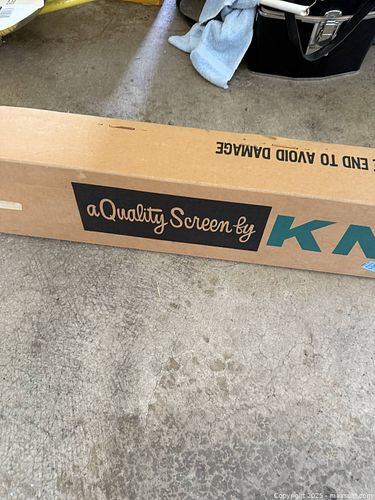 END TO AVOID DAMAGE
a Quality Screen by
KN
Copyright 2025 - maxsold.com